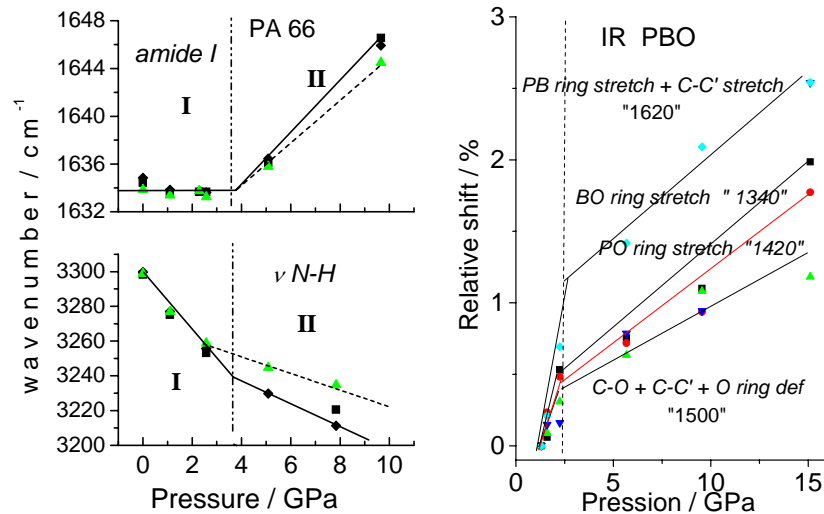 PA 66
amide I
I
II
1648
1644
1640
1636
1632
ν N-H
II
I
3300
3280
3260
3240
3220
3200
0 2 4 6 8 10
Pressure / GPa
wavenumber / cm⁻¹
IR PBO
PB ring stretch + C-C' stretch
"1620"
BO ring stretch " 1340"
PO ring stretch "1420"
C-O + C-C' + O ring def
"1500"
3
2
1
0
0 5 10 15
Pression / GPa
Relative shift / %